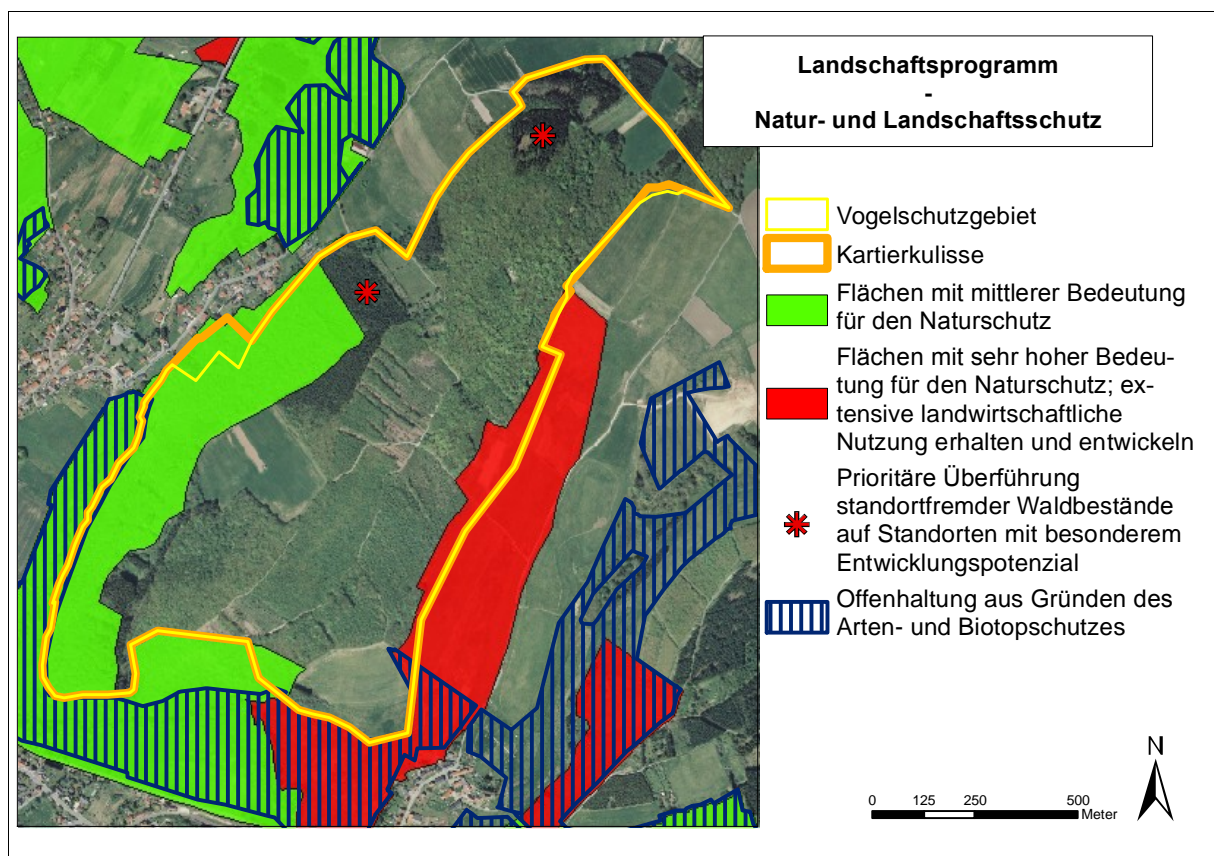 Landschaftsprogramm
-
Natur- und Landschaftsschutz
Vogelschutzgebiet
Kartierkulisse
Flächen mit mittlerer Bedeutung
für den Naturschutz
Flächen mit sehr hoher Bedeu-
tung für den Naturschutz; ex-
tensive landwirtschaftliche
Nutzung erhalten und entwickeln
Prioritäre Überführung
standortfremder Waldbestände
auf Standorten mit besonderem
Entwicklungspotenzial
Offenhaltung aus Gründen des
Arten- und Biotopschutzes
N
0 125 250 500
Meter